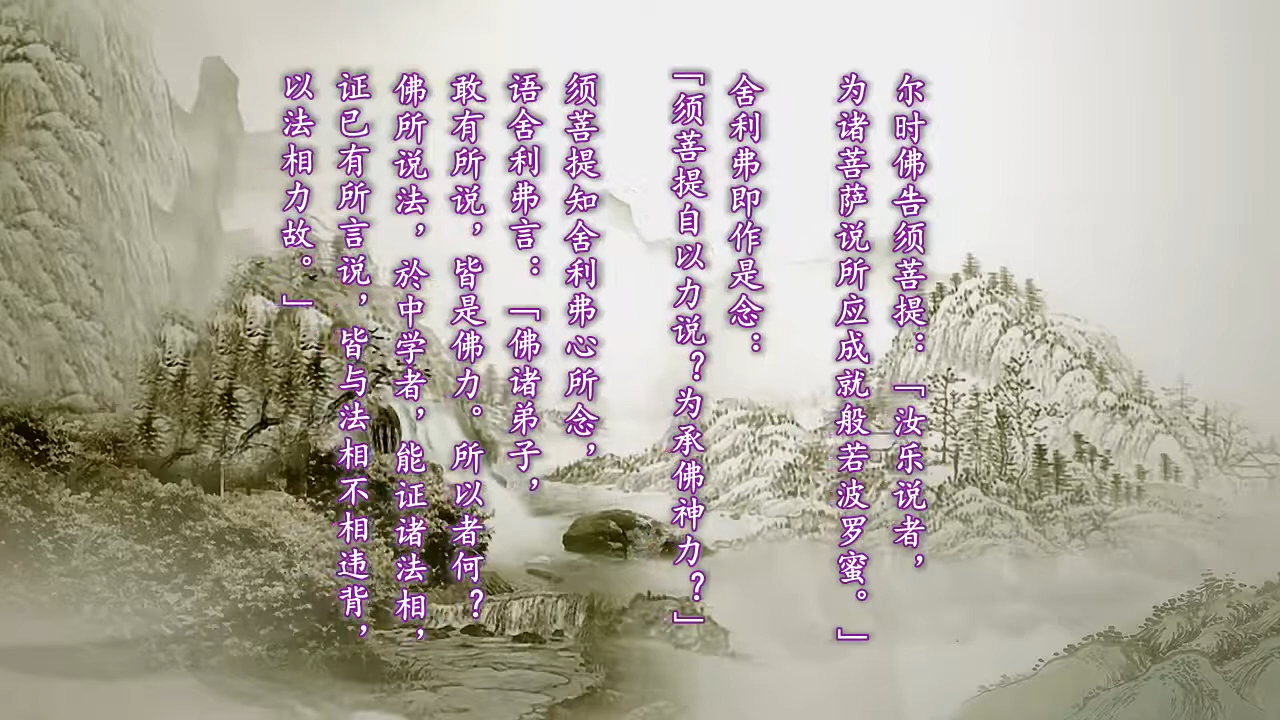 尔时佛告须菩提：「汝乐说者，
为诸菩萨说所应成就般若波罗蜜。」
舍利弗即作是念：
「须菩提自以力说？为承佛神力？」
须菩提知舍利弗心所念，
语舍利弗言：「佛诸弟子，
敢有所说，皆是佛力。所以者何？
佛所说法，於中学者，能证诸法相，
证已有所言说，皆与法相不相违背，
以法相力故。」